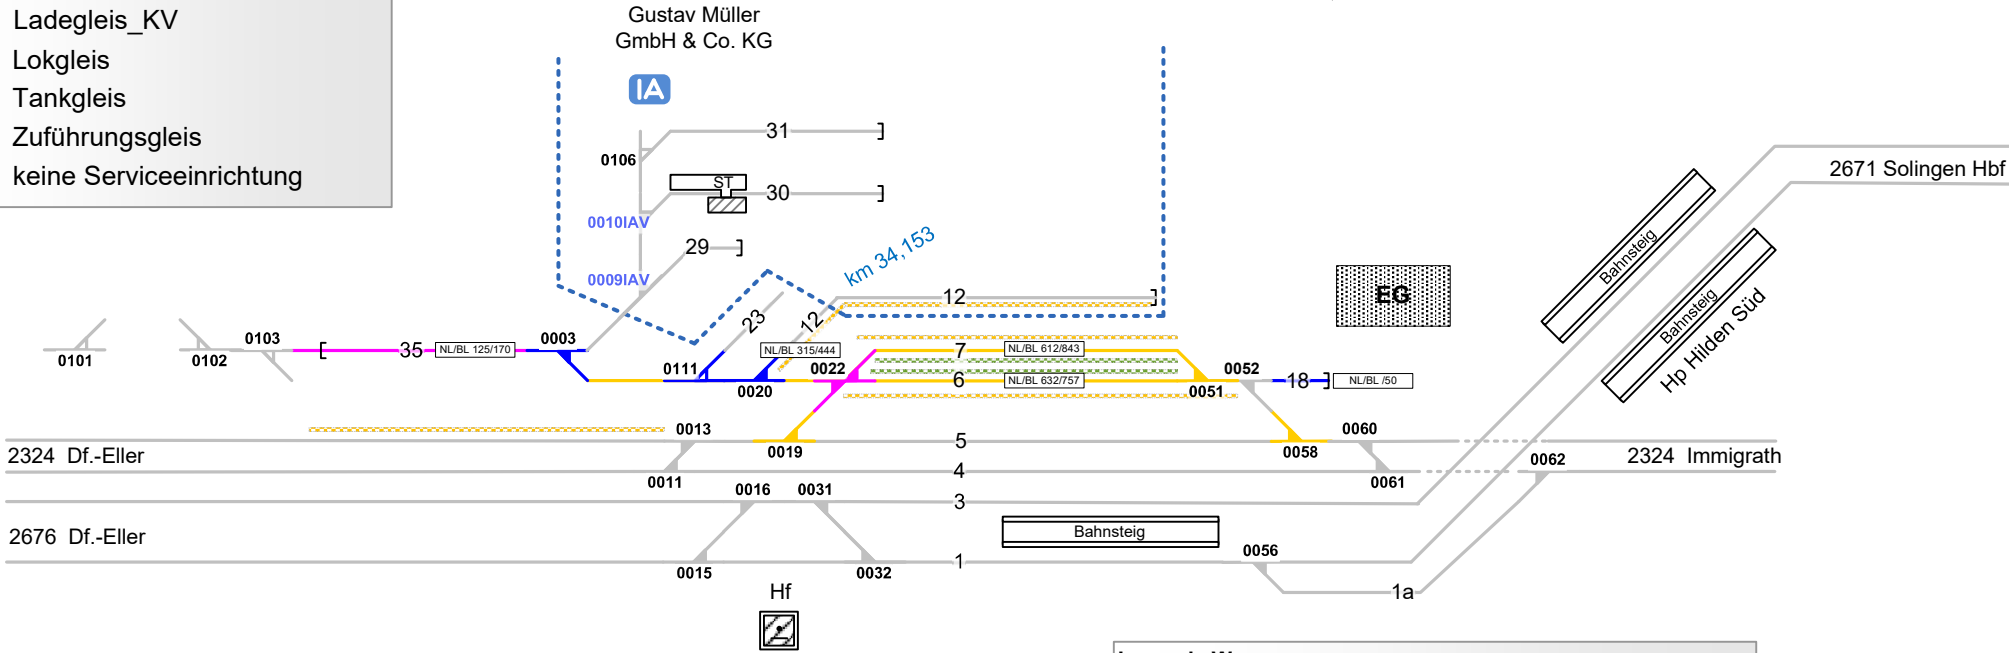 Ladegleis_KV
Lokgleis
Tankgleis
Zuführungsgleis
keine Serviceeinrichtung
Gustav Müller
GmbH & Co. KG
IA
31
0106
ST
30
0010IAV
29
0009IAV
km 34,153
12
23
12
EG
Bahnsteig
Bahnsteig
Hp Hilden Süd
2671 Solingen Hbf
0101
0102
0103
35
NL/BL 125/170
0003
0111
NL/BL 315/444
0020
0022
7
NL/BL 612/843
6
NL/BL 632/757
0051
0052
18
NL/BL /50
0013
0019
5
0058
0060
2324 Df.-Eller
4
0011
0061
0062
2324 Immigrath
0016
0031
3
2676 Df.-Eller
Bahnsteig
0015
0032
1
0056
1a
Hf